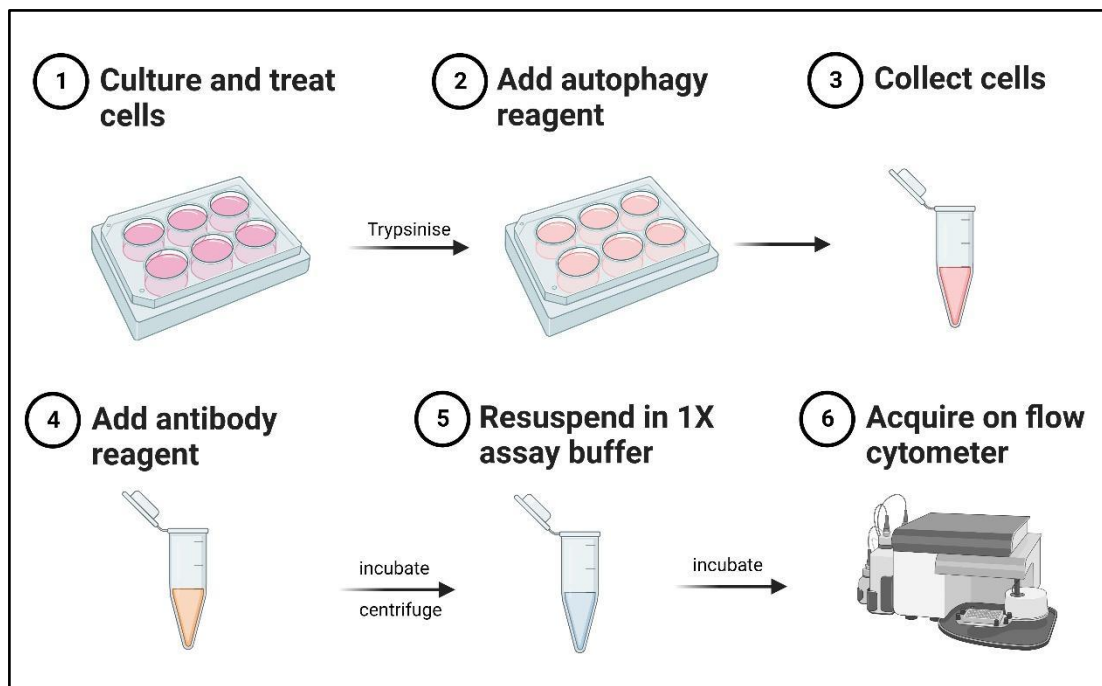 1 Culture and treat
cells
2 Add autophagy
reagent
3 Collect cells
Trypsinise
4 Add antibody
reagent
5 Resuspend in 1X
assay buffer
6 Acquire on flow
cytometer
incubate
centrifuge
incubate